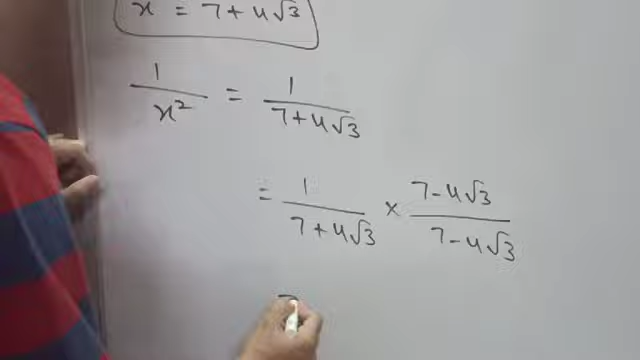 x = 7 + 4√3
1/x² = 1/(7 + 4√3)
= 1/(7 + 4√3) × (7 - 4√3)/(7 - 4√3)